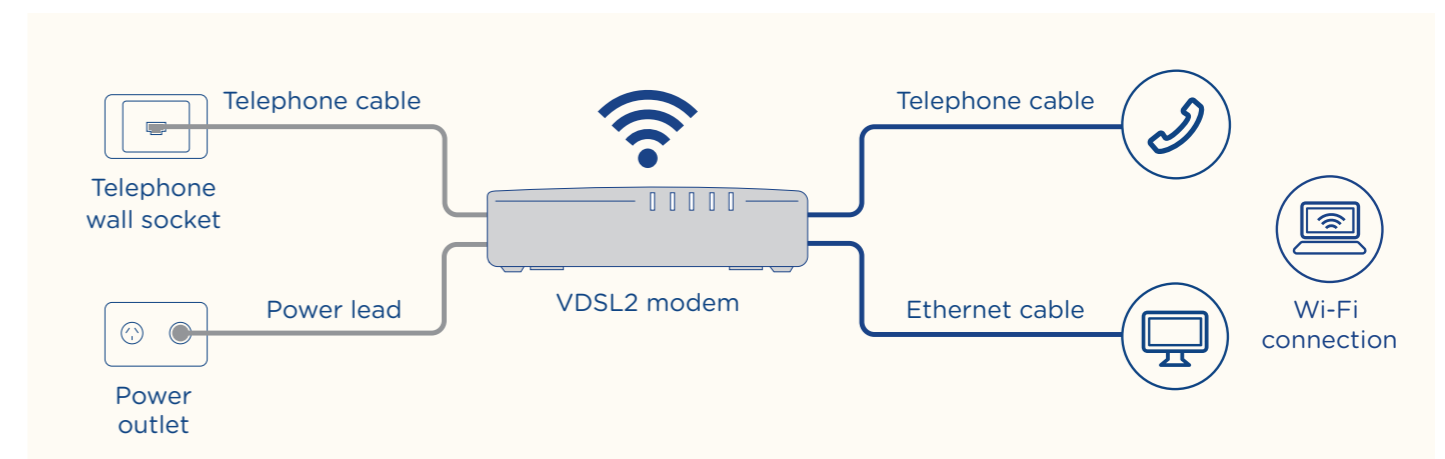 Telephone cable
Telephone cable
Telephone
wall socket
VDSL2 modem
Power lead
Ethernet cable
Wi-Fi
connection
Power
outlet